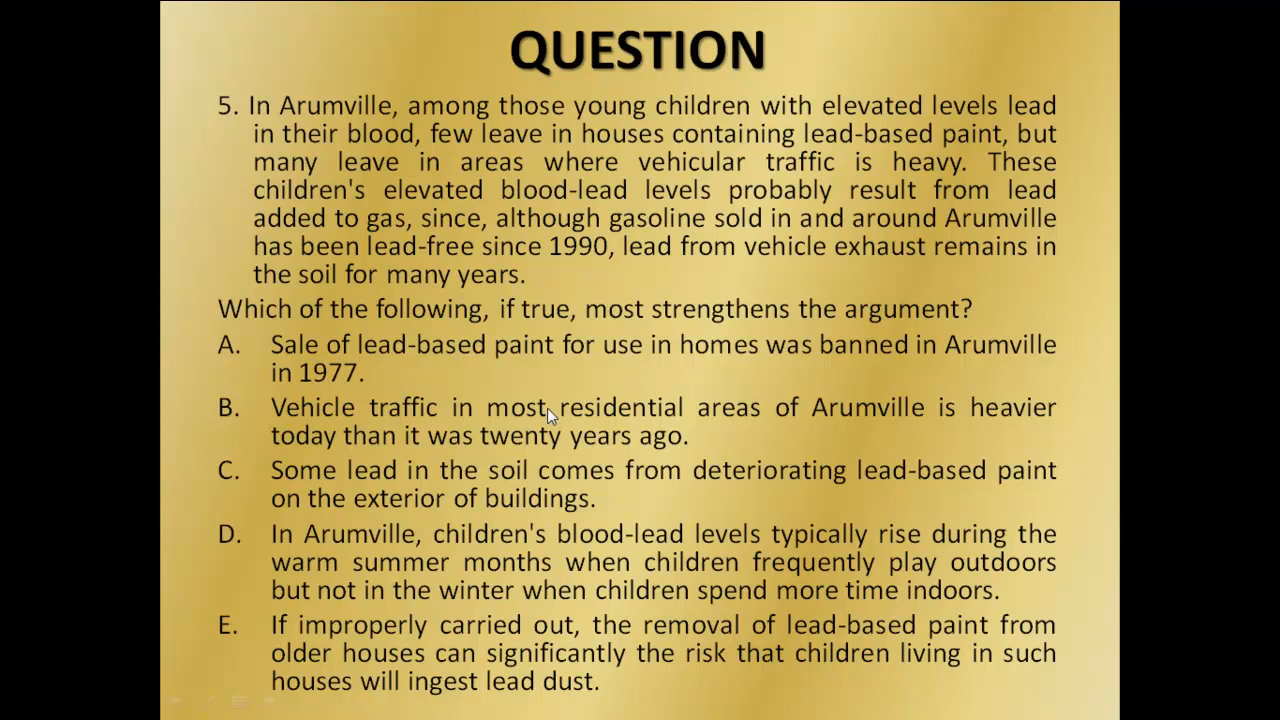 QUESTION
5. In Arumville, among those young children with elevated levels lead
in their blood, few leave in houses containing lead-based paint, but
many leave in areas where vehicular traffic is heavy. These
children's elevated blood-lead levels probably result from lead
added to gas, since, although gasoline sold in and around Arumville
has been lead-free since 1990, lead from vehicle exhaust remains in
the soil for many years.
Which of the following, if true, most strengthens the argument?
A. Sale of lead-based paint for use in homes was banned in Arumville
in 1977.
B. Vehicle traffic in most residential areas of Arumville is heavier
today than it was twenty years ago.
C. Some lead in the soil comes from deteriorating lead-based paint
on the exterior of buildings.
D. In Arumville, children's blood-lead levels typically rise during the
warm summer months when children frequently play outdoors
but not in the winter when children spend more time indoors.
E. If improperly carried out, the removal of lead-based paint from
older houses can significantly the risk that children living in such
houses will ingest lead dust.